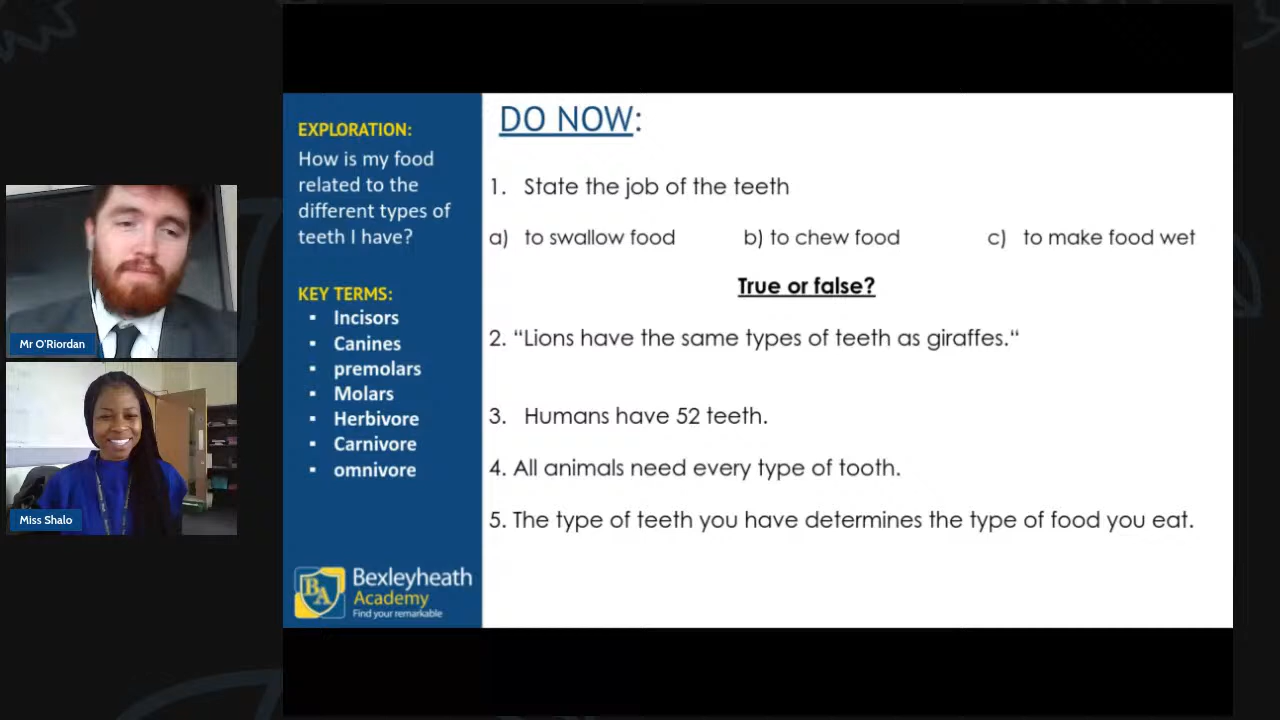 Mr O'Riordan
Miss Shalo
EXPLORATION:
How is my food
related to the
different types of
teeth I have?
KEY TERMS:
▪ Incisors
▪ Canines
▪ premolars
▪ Molars
▪ Herbivore
▪ Carnivore
▪ omnivore
BA
Bexleyheath
Academy
Find your remarkable
DO NOW:
1. State the job of the teeth
a) to swallow food b) to chew food c) to make food wet
True or false?
2. “Lions have the same types of teeth as giraffes.“
3. Humans have 52 teeth.
4. All animals need every type of tooth.
5. The type of teeth you have determines the type of food you eat.